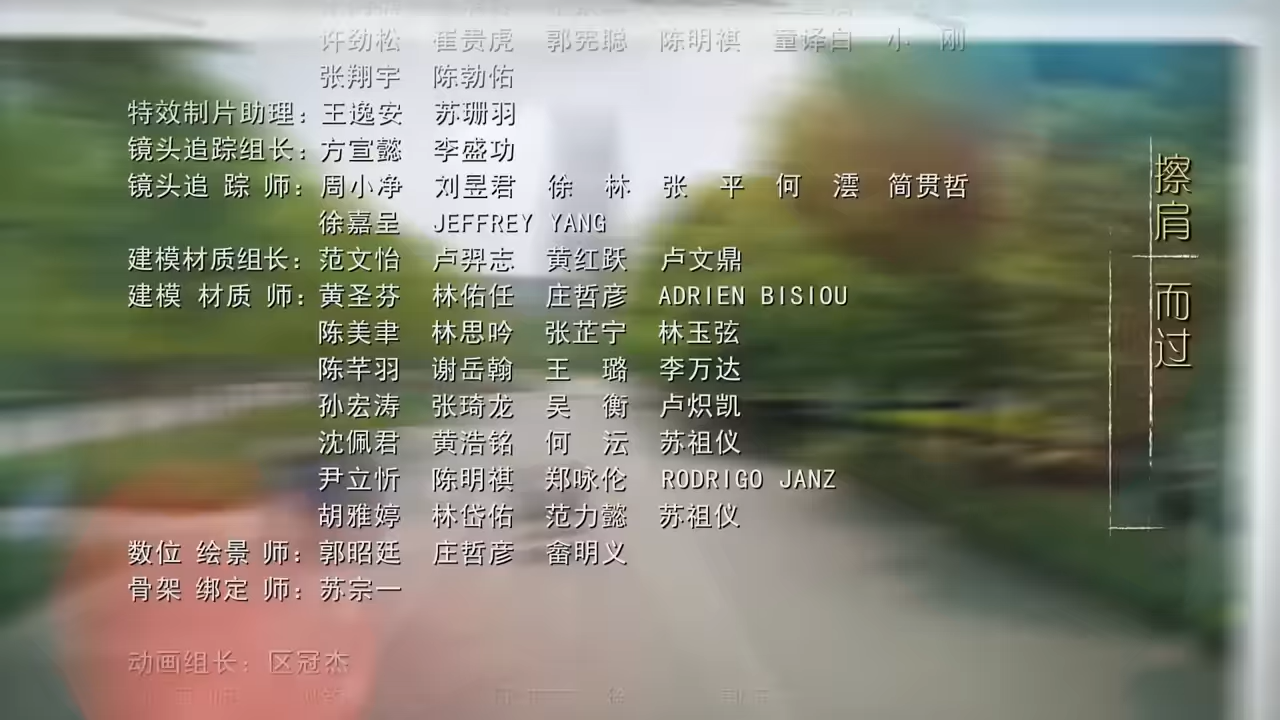 许劲松 崔贵虎 郭宪聪 陈明祺 童译白 小 刚
张翔宇 陈勃佑
特效制片助理：王逸安 苏珊羽
镜头追踪组长：方宣懿 李盛功
镜头追 踪 师：周小净 刘昱君 徐 林 张 平 何 澐 简贯哲
徐嘉呈 JEFFREY YANG
建模材质组长：范文怡 卢羿志 黄红跃 卢文鼎
建模 材质 师：黄圣芬 林佑任 庄哲彦 ADRIEN BISIOU
陈美聿 林思吟 张芷宁 林玉弦
陈芊羽 谢岳翰 王 璐 李万达
孙宏涛 张琦龙 吴 衡 卢炽凯
沈佩君 黄浩铭 何 沄 苏祖仪
尹立忻 陈明祺 郑咏伦 RODRIGO JANZ
胡雅婷 林岱佑 范力懿 苏祖仪
数位 绘景 师：郭昭廷 庄哲彦 畲明义
骨架 绑定 师：苏宗一
动画组长：区冠杰
擦肩而过